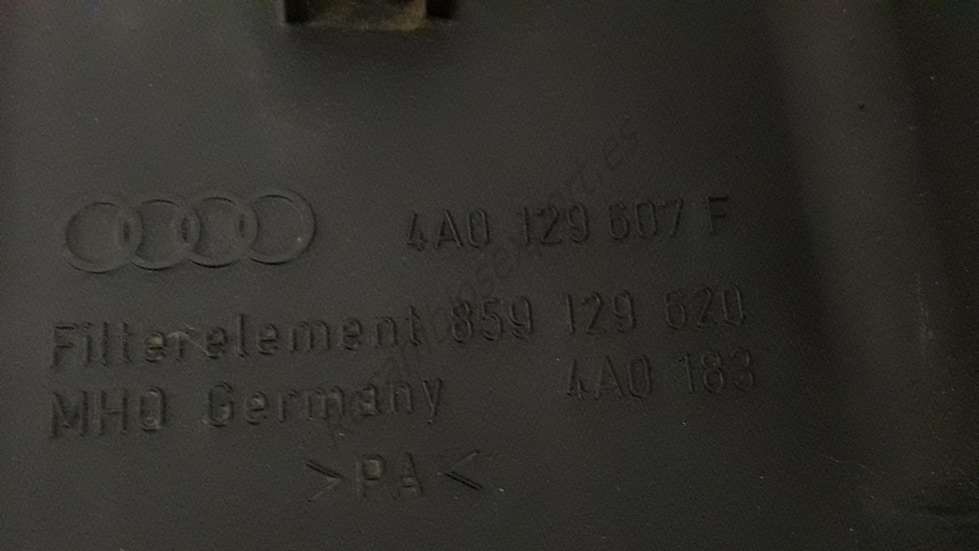 4A0 129 607 F
Filterelement 859 129 620
MHO Germany 4A0 183
>PA<